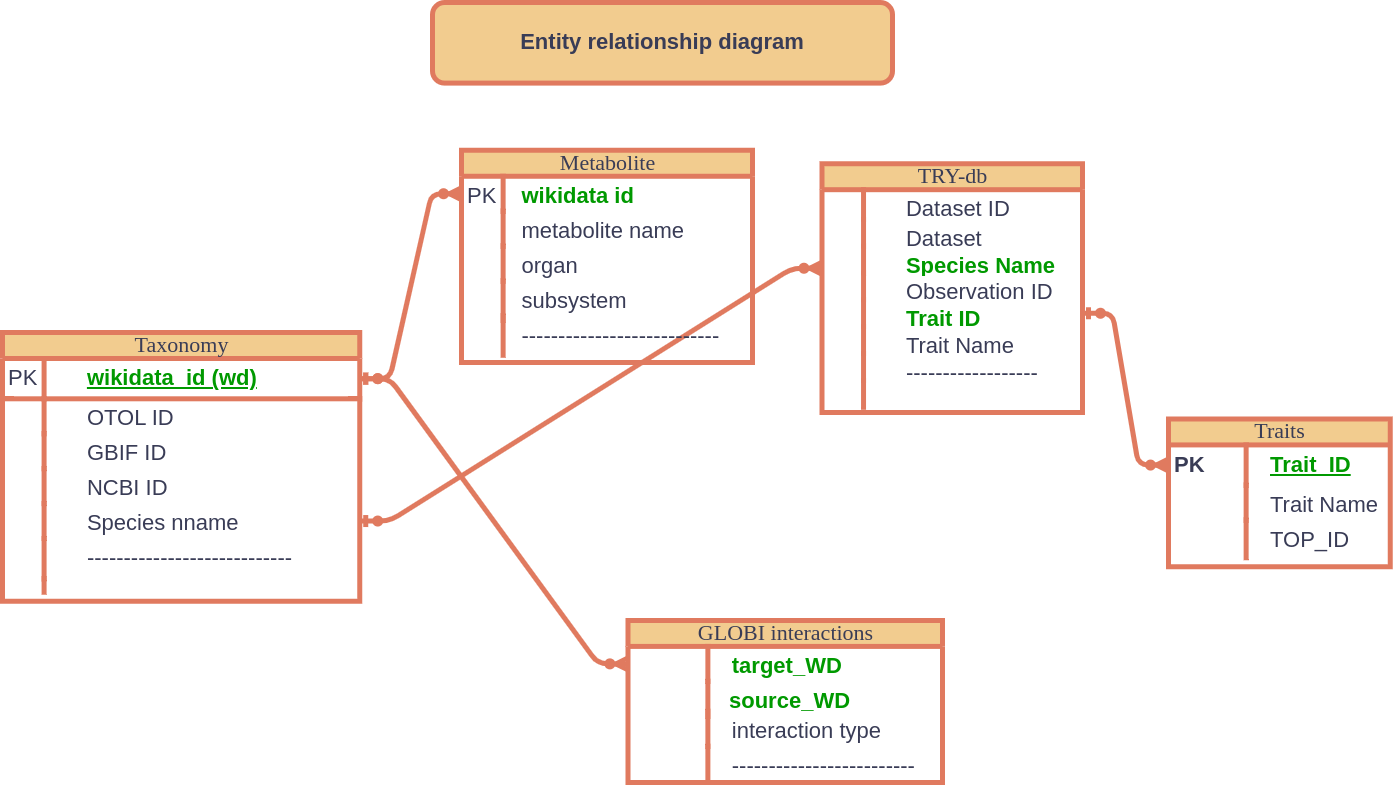 Entity relationship diagram
Metabolite
PK wikidata id
metabolite name
organ
subsystem
---------------------------
TRY-db
Dataset ID
Dataset
Species Name
Observation ID
Trait ID
Trait Name
------------------
Taxonomy
PK wikidata_id (wd)
OTOL ID
GBIF ID
NCBI ID
Species nname
----------------------------
Traits
PK Trait_ID
Trait Name
TOP_ID
GLOBI interactions
target_WD
source_WD
interaction type
-------------------------